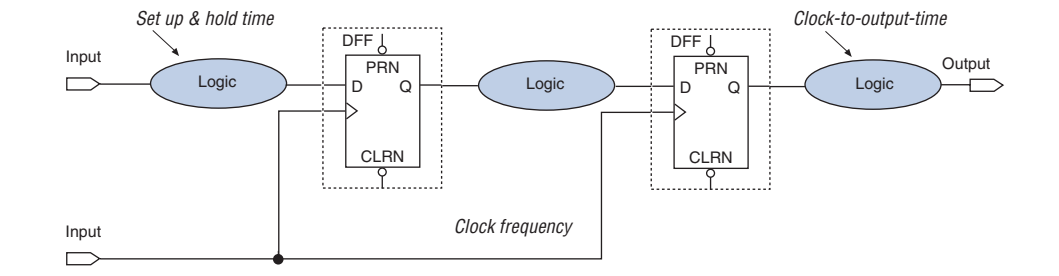 Set up & hold time
Clock-to-output-time
Input
Logic
DFF
PRN
D Q
CLRN
Logic
DFF
PRN
D Q
CLRN
Logic
Output
Clock frequency
Input